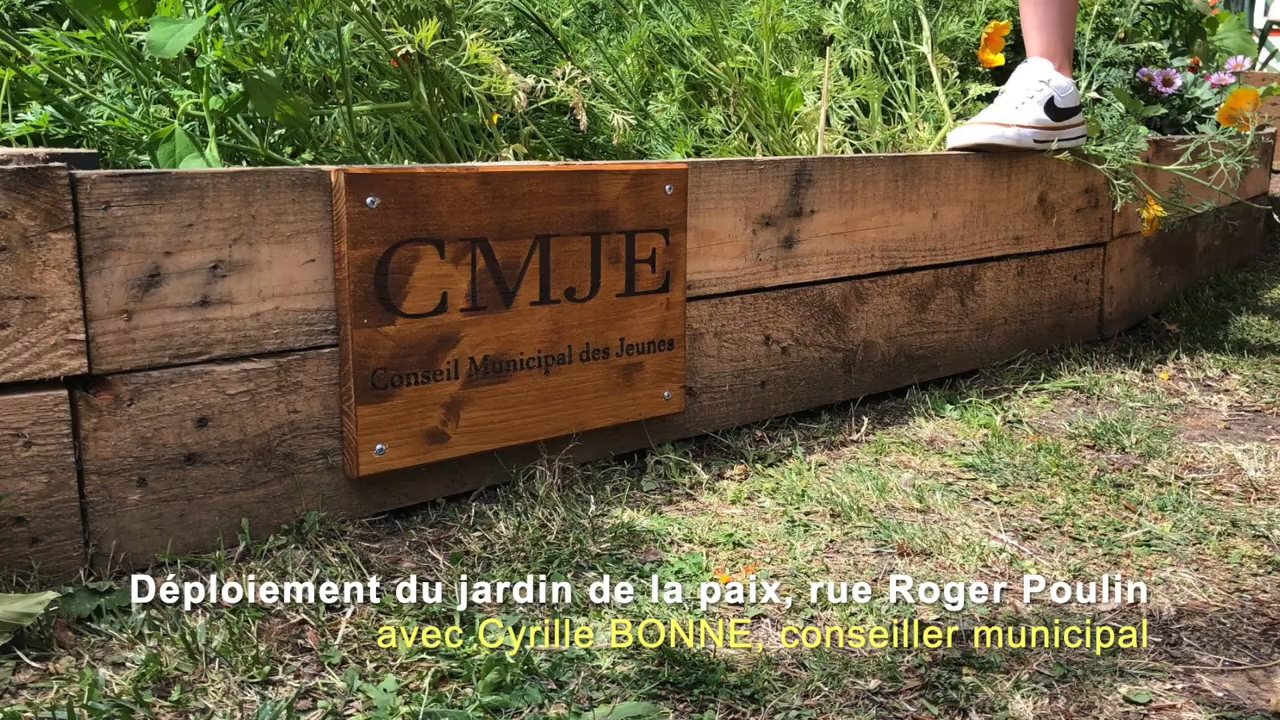 CMJE
Conseil Municipal des Jeunes
Déploiement du jardin de la paix, rue Roger Poulin
avec Cyrille BONNE, conseiller municipal